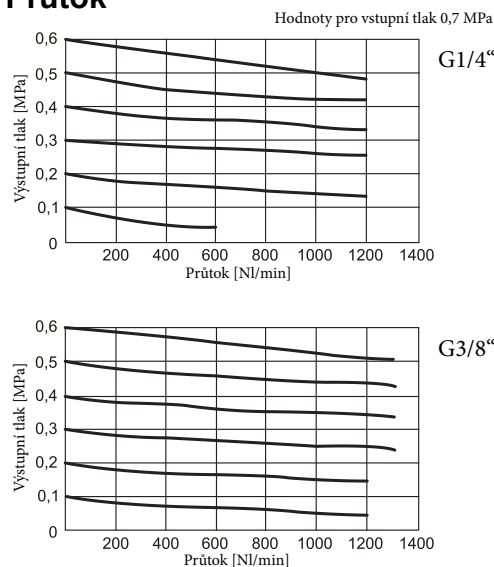 Průtok
Hodnoty pro vstupní tlak 0,7 MPa
G1/4“
Výstupní tlak [MPa]
0,6
0,5
0,4
0,3
0,2
0,1
0
200 400 600 800 1000 1200 1400
Průtok [Nl/min]
G3/8“
Výstupní tlak [MPa]
0,6
0,5
0,4
0,3
0,2
0,1
0
200 400 600 800 1000 1200 1400
Průtok [Nl/min]